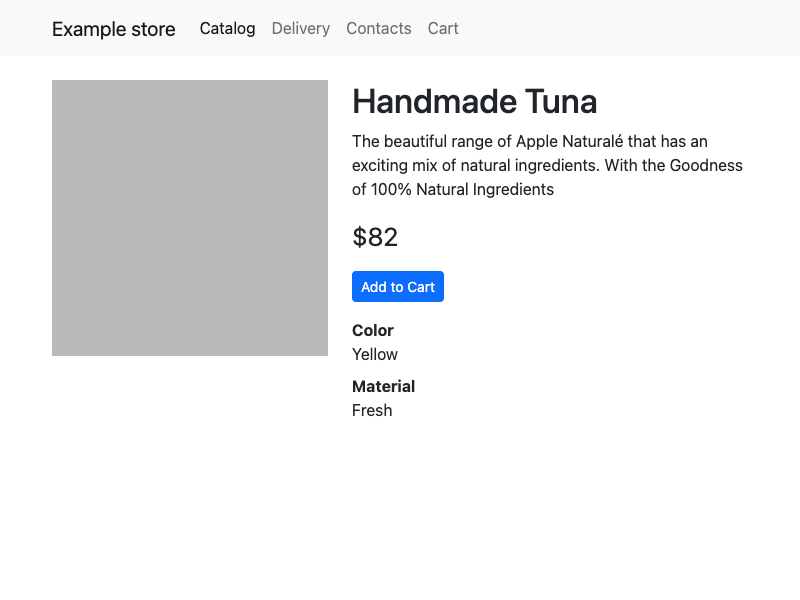 Example store Catalog Delivery Contacts Cart
Handmade Tuna
The beautiful range of Apple Naturalé that has an
exciting mix of natural ingredients. With the Goodness
of 100% Natural Ingredients
$82
Add to Cart
Color
Yellow
Material
Fresh